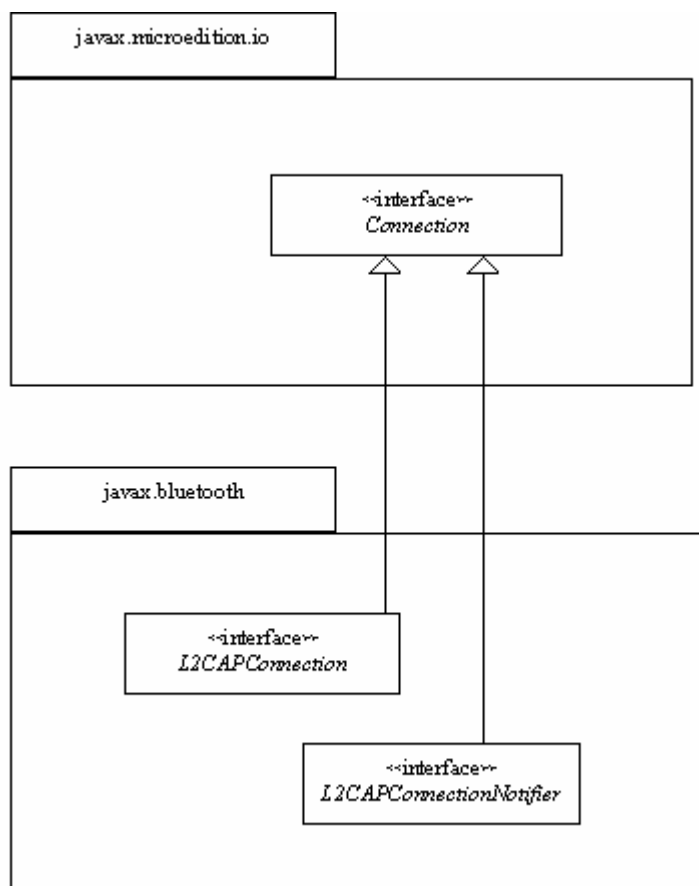 javax.microedition.io
<<interface>>
Connection
javax.bluetooth
<<interface>>
L2CAPConnection
<<interface>>
L2CAPConnectionNotifier